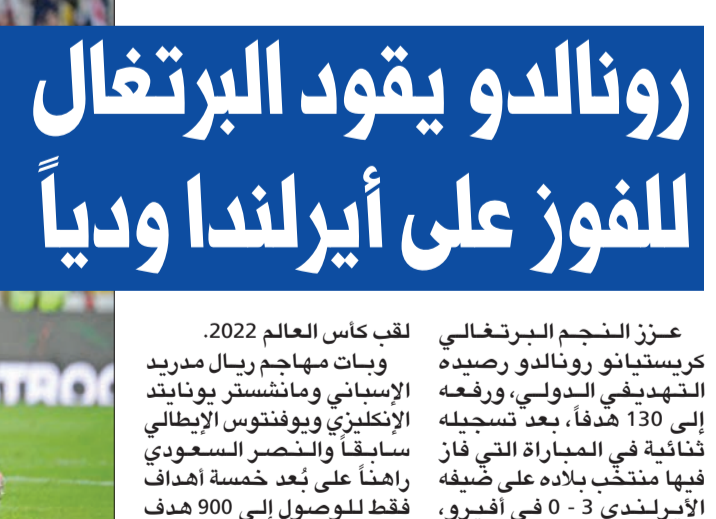 رونالدو يقود البرتغال
للفوز على أيرلندا ودياً
عزز النجم البرتغالي
كريستيانو رونالدو رصيده
التهديفي الدولي، ورفعه
إلى 130 هدفاً، بعد تسجيله
ثنائية في المباراة التي فاز
فيها منتخب بلاده على ضيفه
الأيرلندي 3 - 0 في أفيرو،
لقب كأس العالم 2022.
وبات مهاجم ريال مدريد
الإسباني ومانشستر يونايتد
الإنكليزي ويوفنتوس الإيطالي
سابقاً والنصر السعودي
راهناً على بُعد خمسة أهداف
فقط للوصول إلى 900 هدف